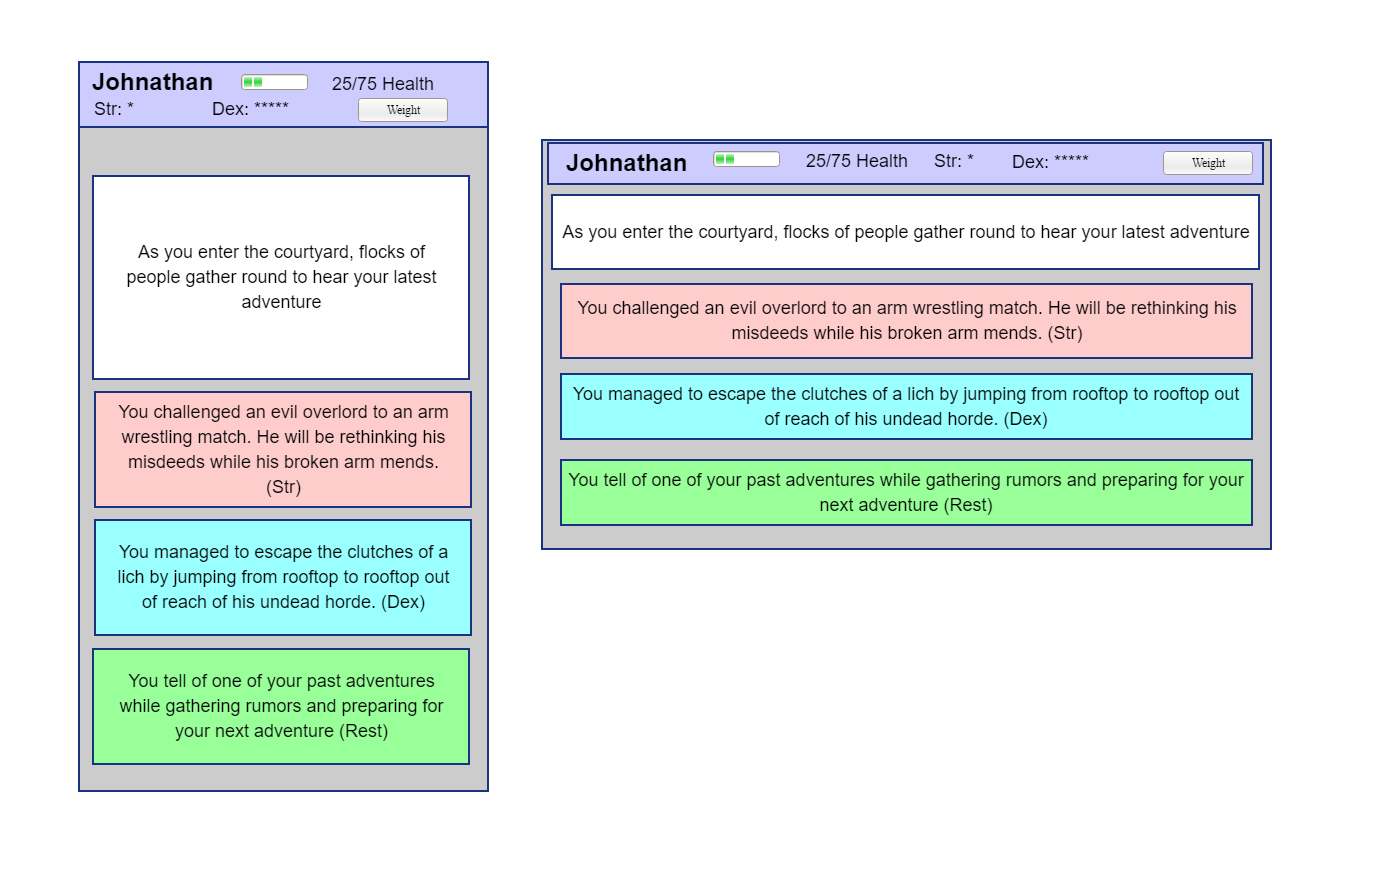 Johnathan
25/75 Health
Str: *
Dex: *****
Weight
As you enter the courtyard, flocks of
people gather round to hear your latest
adventure
You challenged an evil overlord to an arm
wrestling match. He will be rethinking his
misdeeds while his broken arm mends.
(Str)
You managed to escape the clutches of a
lich by jumping from rooftop to rooftop out
of reach of his undead horde. (Dex)
You tell of one of your past adventures
while gathering rumors and preparing for
your next adventure (Rest)
Johnathan
25/75 Health
Str: *
Dex: *****
Weight
As you enter the courtyard, flocks of people gather round to hear your latest adventure
You challenged an evil overlord to an arm wrestling match. He will be rethinking his
misdeeds while his broken arm mends. (Str)
You managed to escape the clutches of a lich by jumping from rooftop to rooftop out
of reach of his undead horde. (Dex)
You tell of one of your past adventures while gathering rumors and preparing for your
next adventure (Rest)